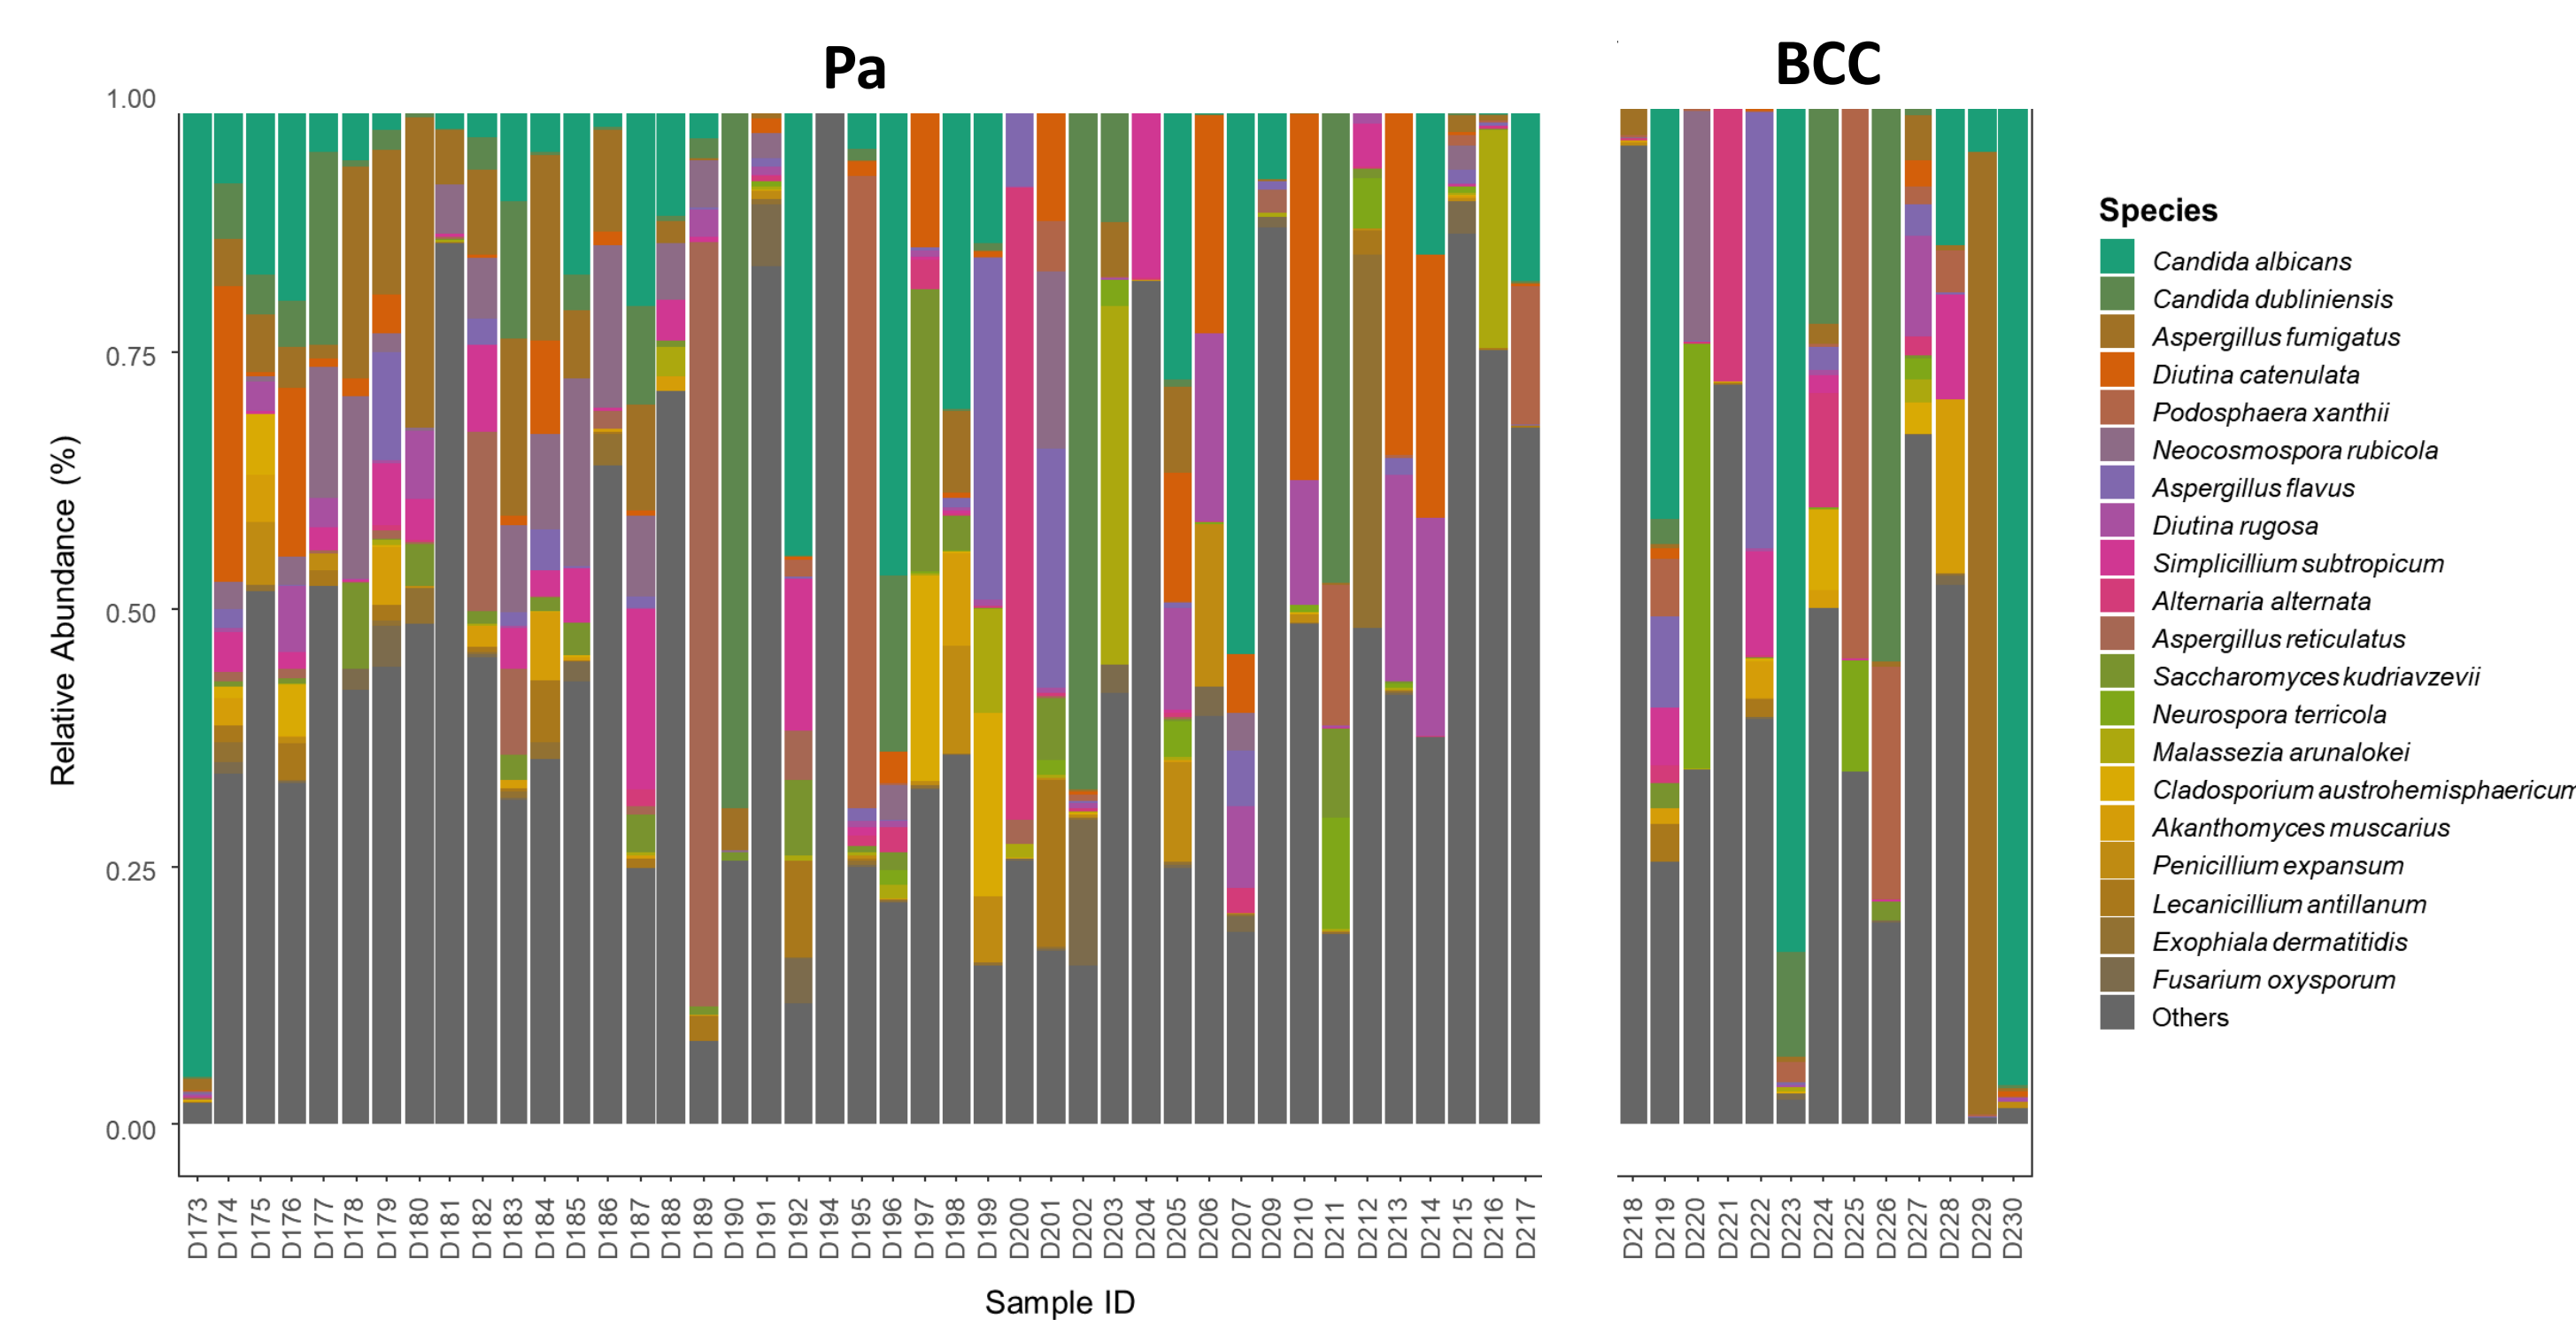 Pa
BCC
Relative Abundance (%)
1.00
0.75
0.50
0.25
0.00
D173 D174 D175 D176 D177 D178 D179 D180 D181 D182 D183 D184 D185 D186 D187 D188 D189 D190 D191 D192 D194 D195 D196 D197 D198 D199 D200 D201 D202 D203 D204 D205 D206 D207 D209 D210 D211 D212 D213 D214 D215 D216 D217
D218 D219 D220 D221 D222 D223 D224 D225 D226 D227 D228 D229 D230
Sample ID
Species
Candida albicans
Candida dubliniensis
Aspergillus fumigatus
Diutina catenulata
Podosphaera xanthii
Neocosmospora rubicola
Aspergillus flavus
Diutina rugosa
Simplicillium subtropicum
Alternaria alternata
Aspergillus reticulatus
Saccharomyces kudriavzevii
Neurospora terricola
Malassezia arunalokei
Cladosporium austrohemisphaericum
Akanthomyces muscarius
Penicillium expansum
Lecanicillium antillanum
Exophiala dermatitidis
Fusarium oxysporum
Others